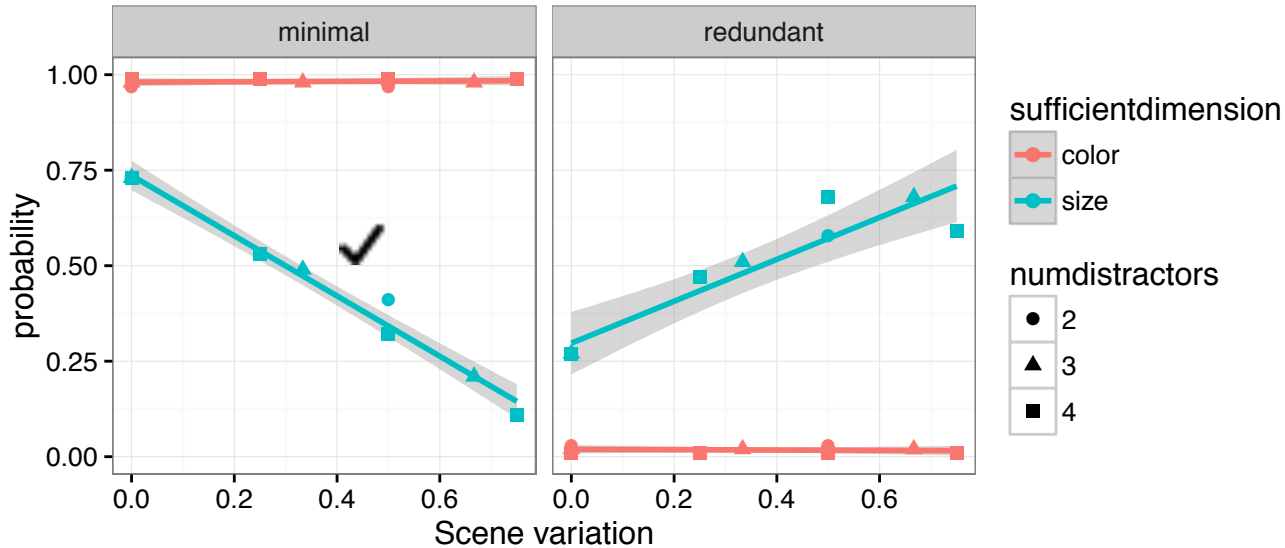 minimal
redundant
1.00
0.75
0.50
0.25
0.00
probability
0.0
0.2
0.4
0.6
0.0
0.2
0.4
0.6
Scene variation
sufficientdimension
color
size
numdistractors
2
3
4